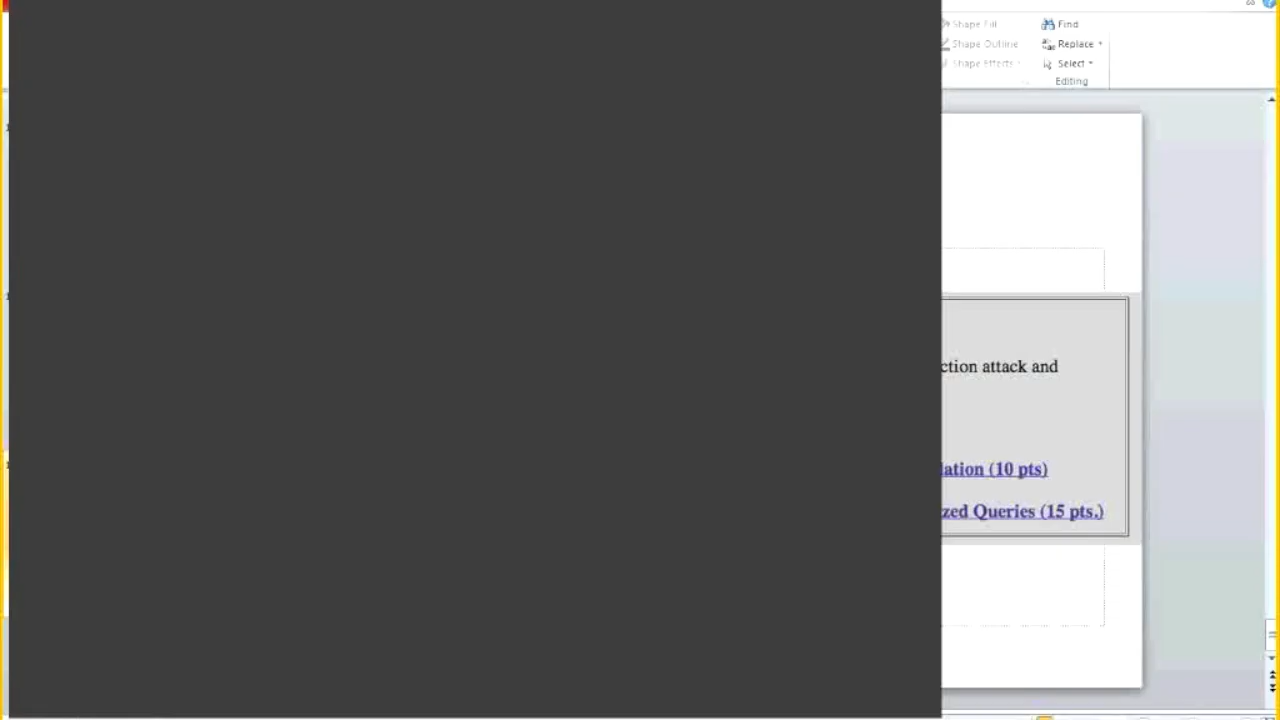 Shape Fill
Find
Shape Outline
Replace
Shape Effects
Select
Editing
ction attack and
lation (10 pts)
zed Queries (15 pts.)